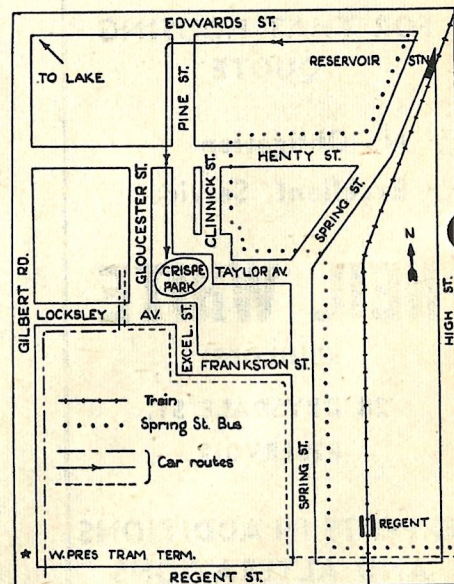 EDWARDS ST.
TO LAKE
PINE ST.
RESERVOIR
STN.
HENTY ST.
CLINNICK ST.
GLOUCESTER ST.
SPRING ST.
N
GILBERT RD.
CRISPE
PARK
TAYLOR AV.
HIGH ST.
LOCKSLEY AV.
EXCEL. ST.
FRANKSTON ST.
Train
Spring St. Bus
Car routes
SPRING ST.
REGENT
W. PRES TRAM TERM.
REGENT ST.